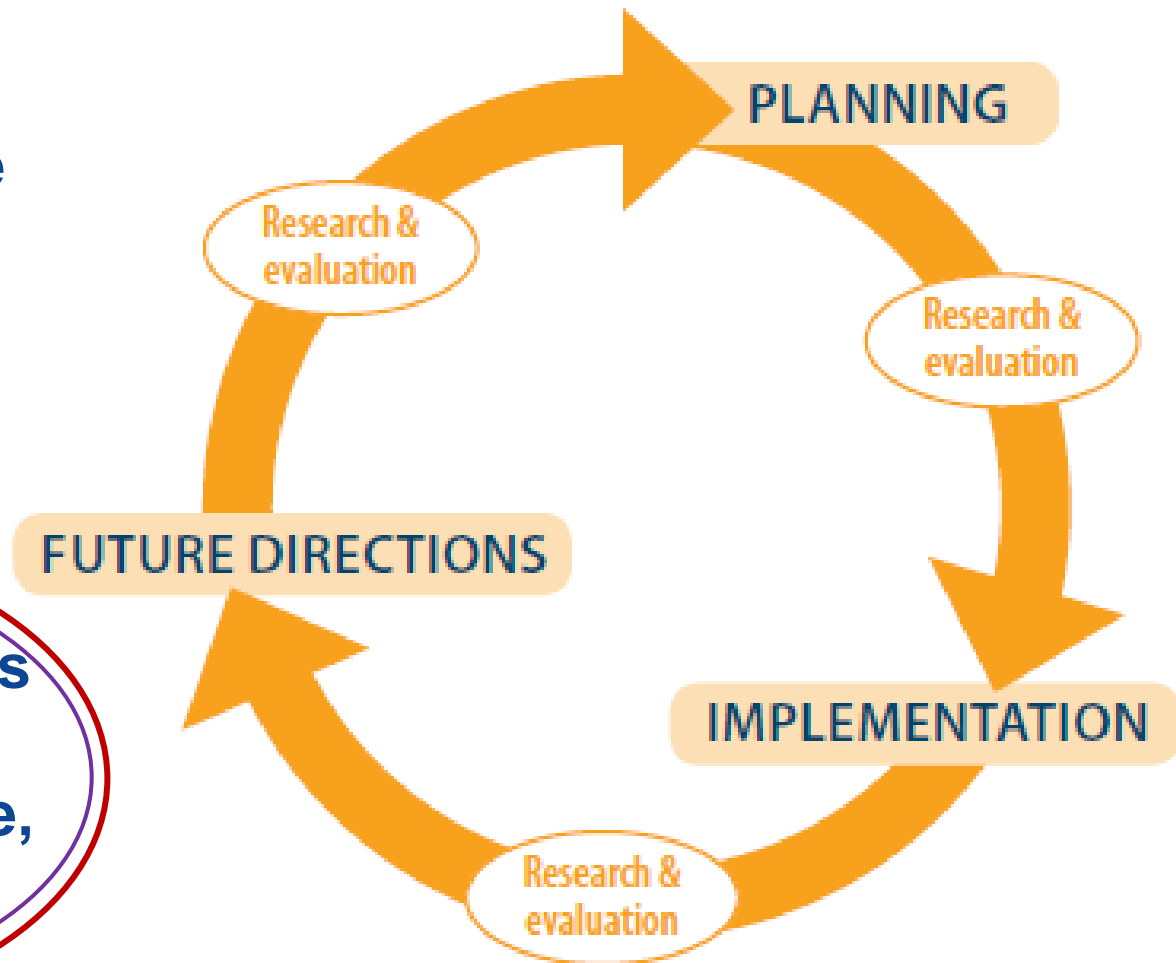 PLANNING
Research &
evaluation
Research &
evaluation
FUTURE DIRECTIONS
IMPLEMENTATION
Research &
evaluation